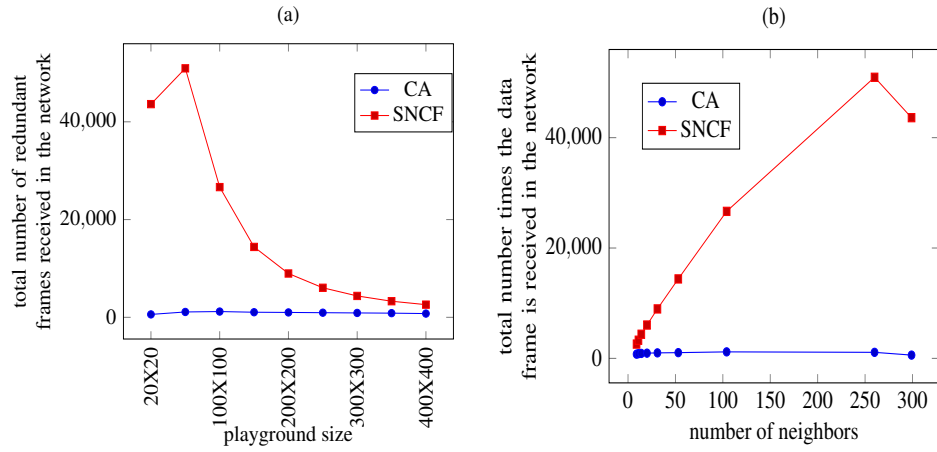 (a)
total number of redundant
frames received in the network
40,000
20,000
0
CA
SNCF
20X20
100X100
200X200
300X300
400X400
playground size
(b)
total number times the data
frame is received in the network
40,000
20,000
0
CA
SNCF
0
50
100
150
200
250
300
number of neighbors